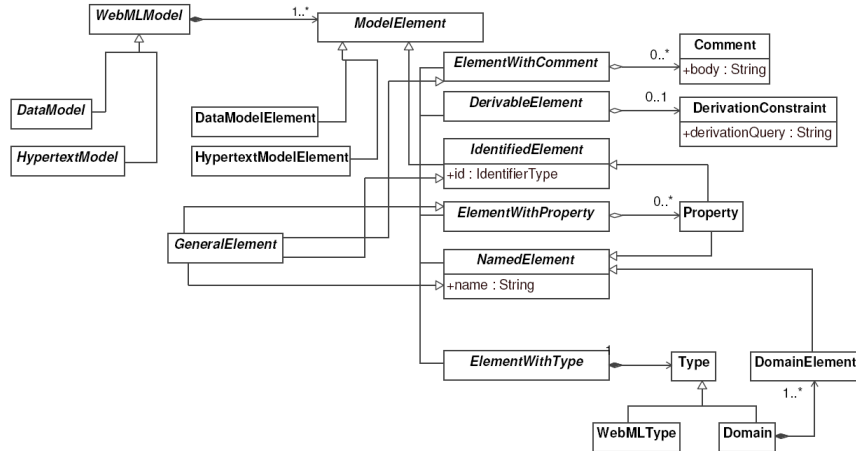 WebMLModel
1..*
ModelElement
ElementWithComment
0..*
Comment
+body : String
DataModel
DataModelElement
DerivableElement
0..1
DerivationConstraint
+derivationQuery : String
HypertextModel
HypertextModelElement
IdentifiedElement
+id : IdentifierType
ElementWithProperty
0..*
Property
GeneralElement
NamedElement
+name : String
ElementWithType
1
Type
DomainElement
1..*
WebMLType
Domain